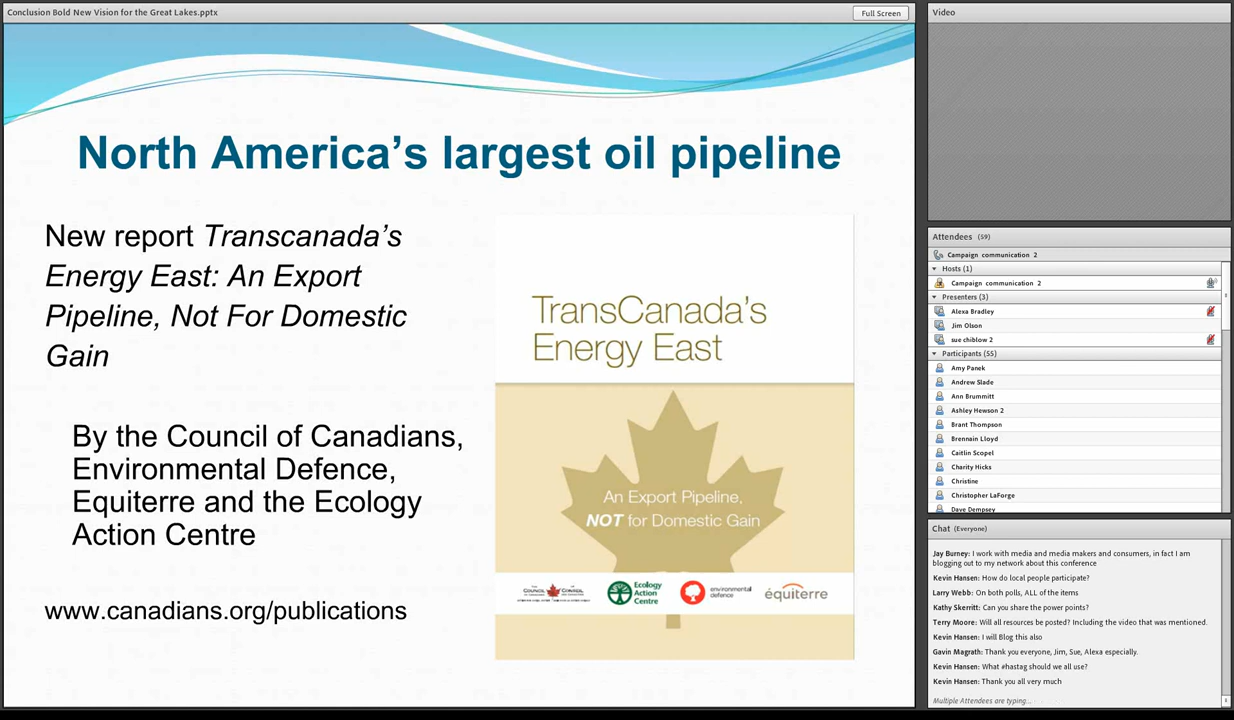 Conclusion Bold New Vision for the Great Lakes.pptx
Full Screen
North America's largest oil pipeline
New report Transcanada's
Energy East: An Export
Pipeline, Not For Domestic
Gain
By the Council of Canadians,
Environmental Defence,
Equiterre and the Ecology
Action Centre
www.canadians.org/publications
TransCanada's
Energy East
An Export Pipeline,
NOT for Domestic Gain
Ecology
Action
Centre
environmental
defence
équiterre
Video
Attendees (59)
Campaign communication 2
Hosts (1)
Campaign communication 2
Presenters (3)
Alexa Bradley
Jim Olson
sue chiblow 2
Participants (55)
Amy Panek
Andrew Slade
Ann Brummitt
Ashley Hewson 2
Brant Thompson
Brennain Lloyd
Caitlin Scopel
Charity Hicks
Christine
Christopher LaForge
Dave Dempsey
Chat (Everyone)
Jay Burney: I work with media and media makers and consumers, in fact I am
blogging out to my network about this conference
Kevin Hansen: How do local people participate?
Larry Webb: On both polls, ALL of the items
Kathy Skerritt: Can you share the power points?
Terry Moore: Will all resources be posted? Including the video that was mentioned.
Kevin Hansen: I will Blog this also
Gavin Magrath: Thank you everyone, Jim, Sue, Alexa especially.
Kevin Hansen: What #hastag should we all use?
Kevin Hansen: Thank you all very much
Multiple Attendees are typing...